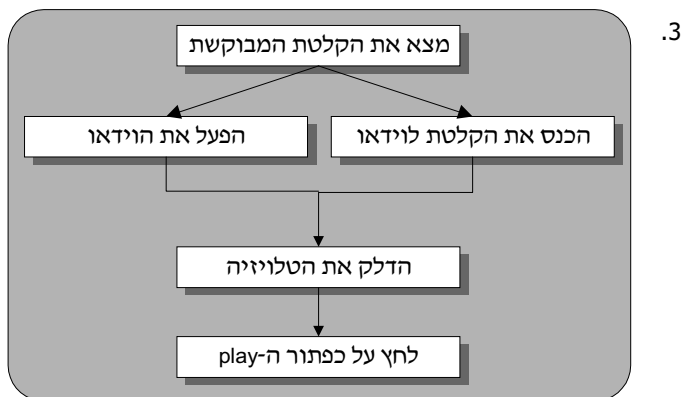 .3
מצא את הקלטת המבוקשת
הכנס את הקלטת לוידאו
הפעל את הוידאו
הדלק את הטלויזיה
לחץ על כפתור ה-play